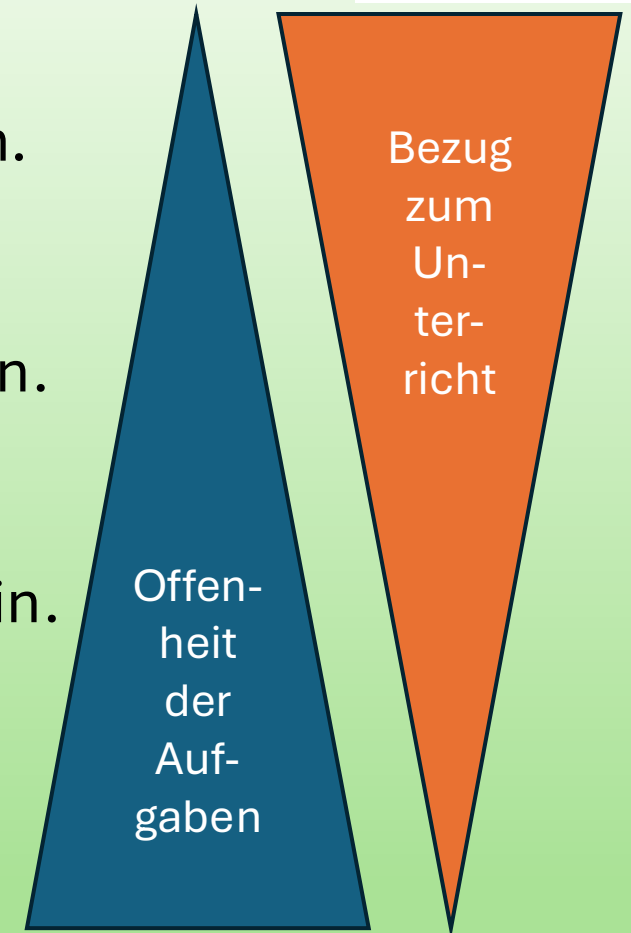 n.
n.
in.
Offen-
heit
der
Auf-
gaben
Bezug
zum
Un-
ter-
richt